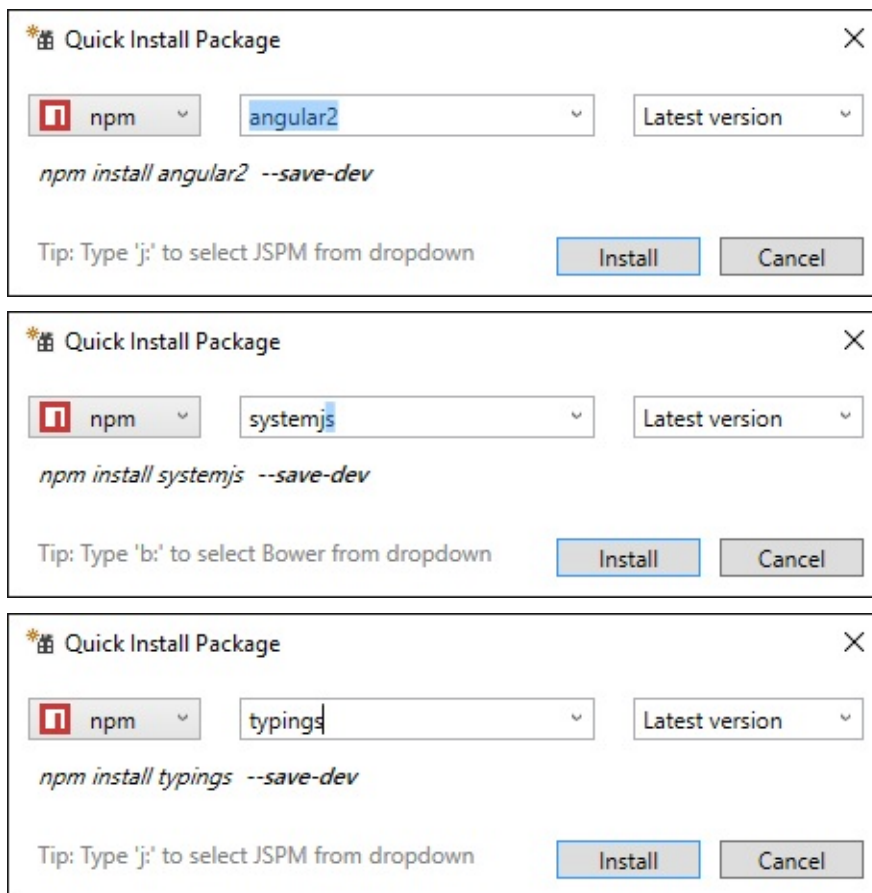 Quick Install Package
npm angular2 Latest version
npm install angular2 --save-dev
Tip: Type 'j:' to select JSPM from dropdown Install Cancel
Quick Install Package
npm systemjs Latest version
npm install systemjs --save-dev
Tip: Type 'b:' to select Bower from dropdown Install Cancel
Quick Install Package
npm typings Latest version
npm install typings --save-dev
Tip: Type 'j:' to select JSPM from dropdown Install Cancel